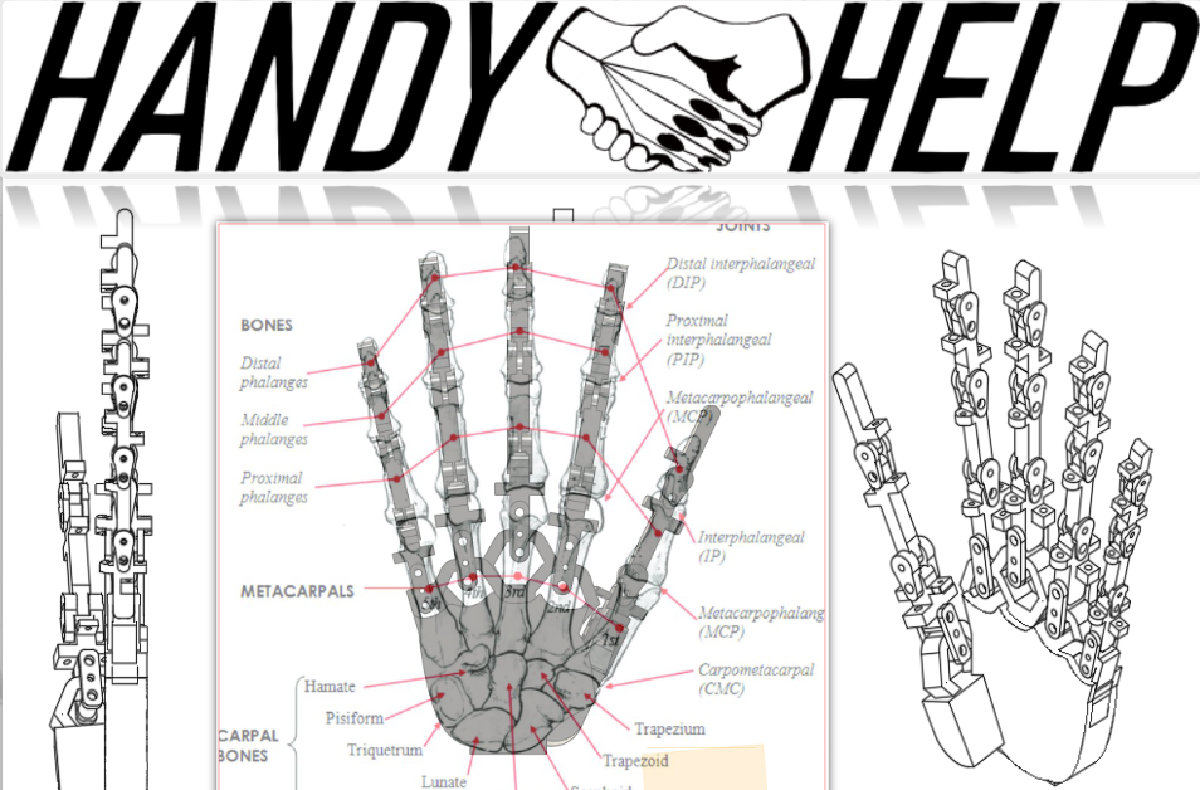 HANDY HELP
JOINTS
Distal interphalangeal
(DIP)
BONES
Proximal
interphalangeal
(PIP)
Distal
phalanges
Metacarpophalangeal
(MCP)
Middle
phalanges
Proximal
phalanges
Interphalangeal
(IP)
METACARPALS
5th
4th
3rd
2nd
1st
Metacarpophalang
(MCP)
Carpometacarpal
(CMC)
Hamate
Pisiform
Trapezium
CARPAL
BONES
Triquetrum
Trapezoid
Lunate